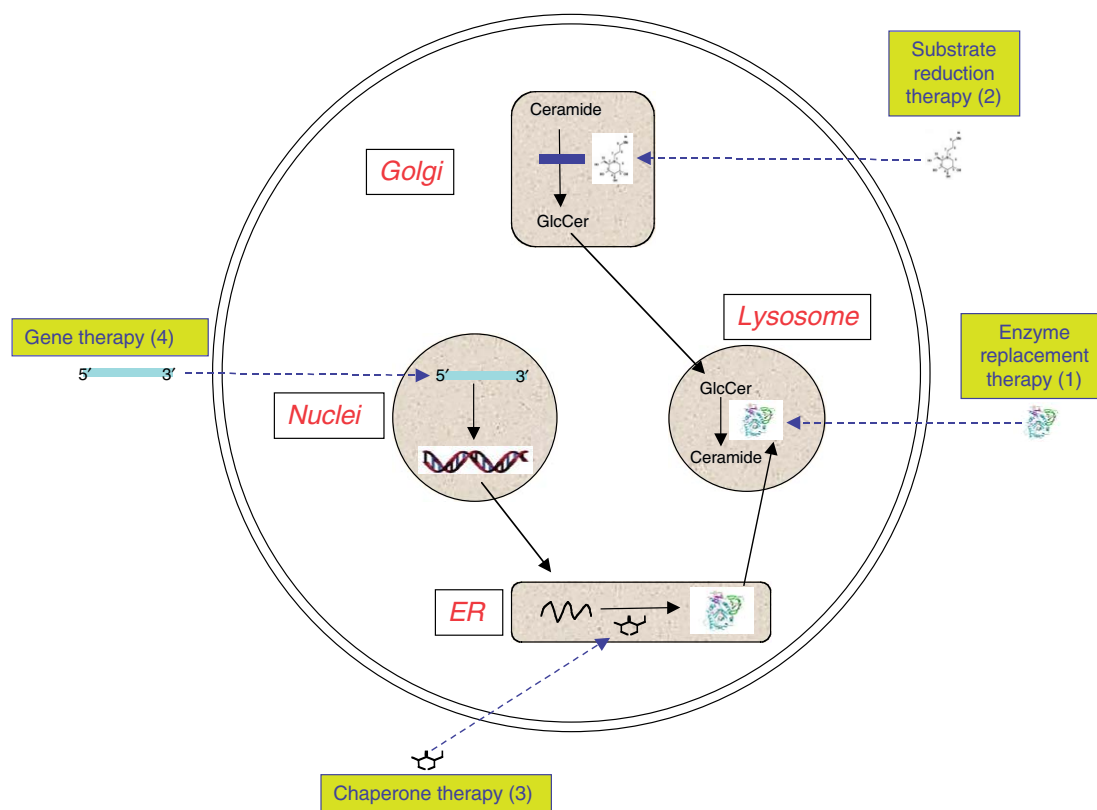 Substrate
reduction
therapy (2)
Ceramide
Golgi
GlcCer
Lysosome
Gene therapy (4)
5′ 3′
5′ 3′
Enzyme
replacement
therapy (1)
GlcCer
Nuclei
Ceramide
ER
Chaperone therapy (3)